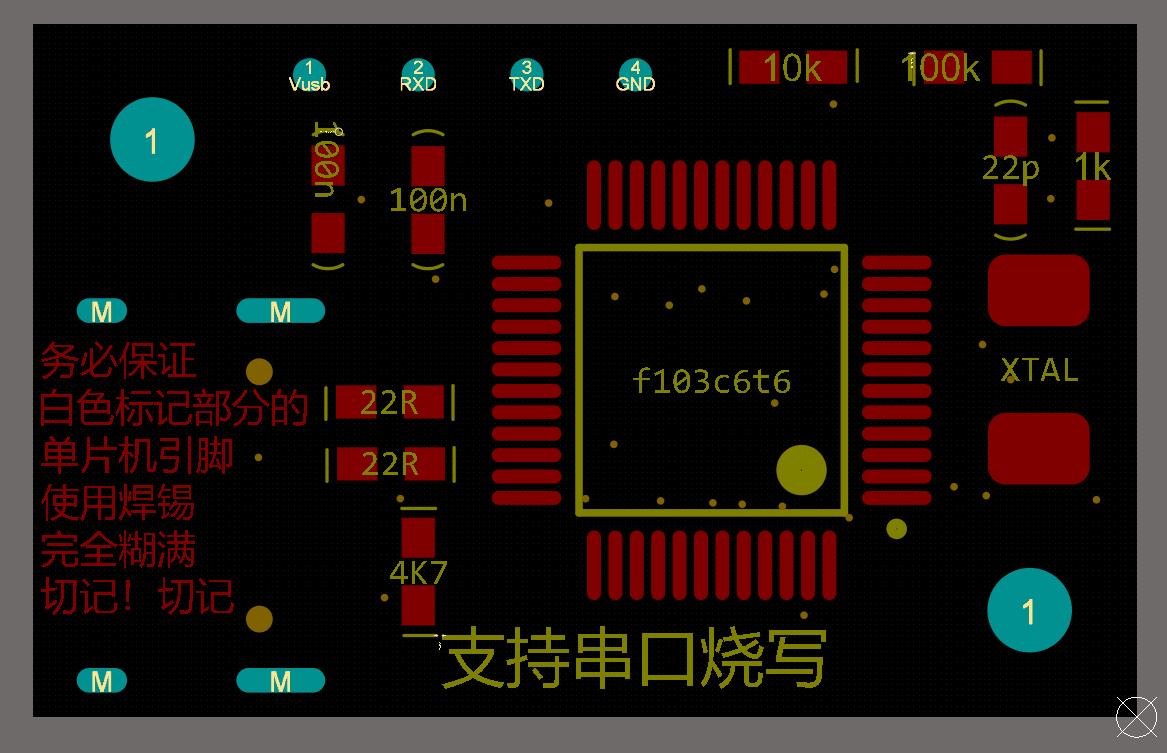 1 2 3 4
Vusb RXD TXD GND
10k 100k
1
100n
100n
22p 1k
M M
务必保证
白色标记部分的
单片机引脚
使用焊锡
完全糊满
切记！切记
22R
22R
4K7
f103c6t6
XTAL
1
支持串口烧写
M M